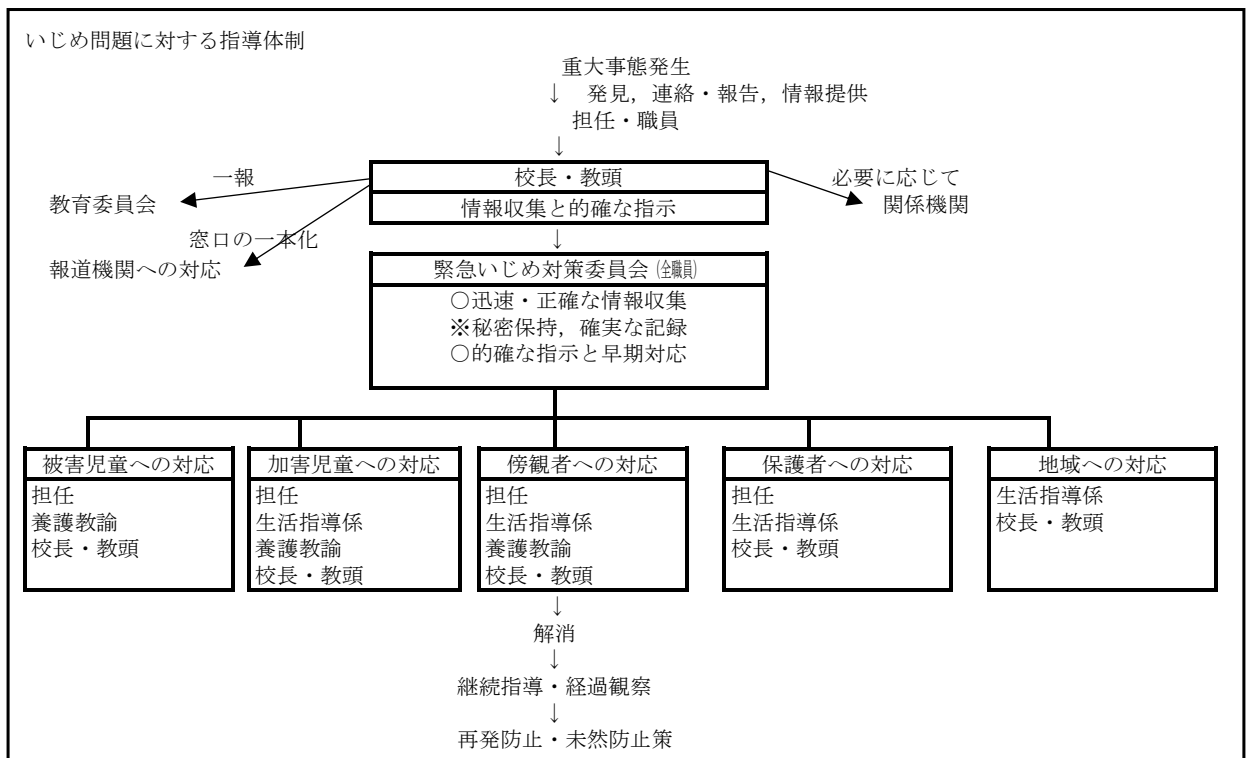 いじめ問題に対する指導体制
重大事態発生
↓ 発見，連絡・報告，情報提供
担任・職員
↓
一報
校長・教頭
必要に応じて
教育委員会
情報収集と的確な指示
関係機関
窓口の一本化
↓
報道機関への対応
緊急いじめ対策委員会(全職員)
○迅速・正確な情報収集
※秘密保持，確実な記録
○的確な指示と早期対応
被害児童への対応
担任
養護教諭
校長・教頭
加害児童への対応
担任
生活指導係
養護教諭
校長・教頭
傍観者への対応
担任
生活指導係
養護教諭
校長・教頭
保護者への対応
担任
生活指導係
校長・教頭
地域への対応
生活指導係
校長・教頭
↓
解消
↓
継続指導・経過観察
↓
再発防止・未然防止策